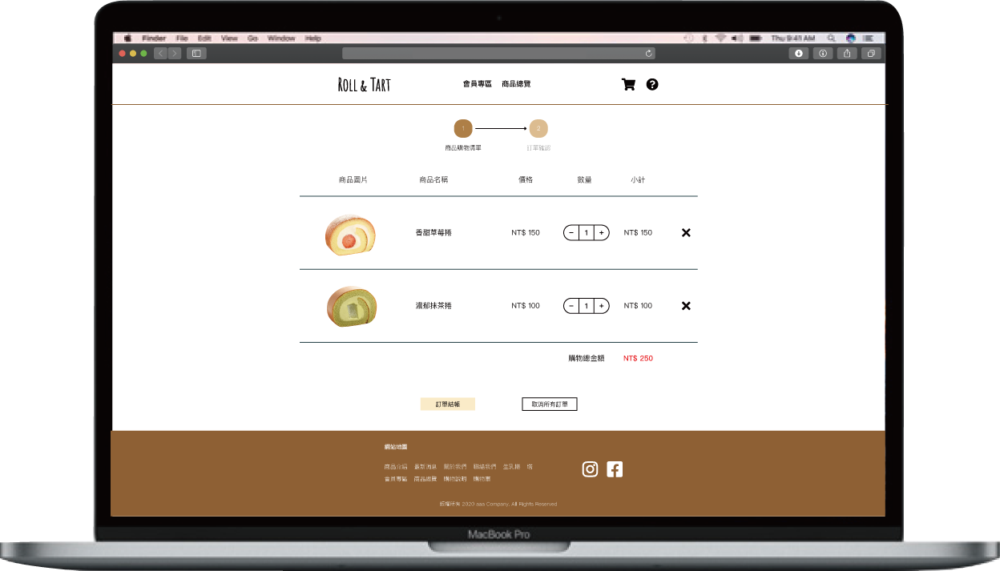 Finder File Edit View Go Window Help Thu 9:41 AM
ROLL & TART 會員專區 商品總覽
1 2
商品購物清單 訂單確認
商品圖片 商品名稱 價格 數量 小計
香甜草莓捲 NT$ 150 − 1 + NT$ 150
濃郁抹茶捲 NT$ 100 − 1 + NT$ 100
購物總金額 NT$ 250
訂單結帳 取消所有訂單
網站地圖
商品介紹 最新消息 關於我們 聯絡我們 生乳捲 塔
會員專區 商品總覽 購物說明 購物車
版權所有 2020 aaa Company. All Rights Reserved
MacBook Pro